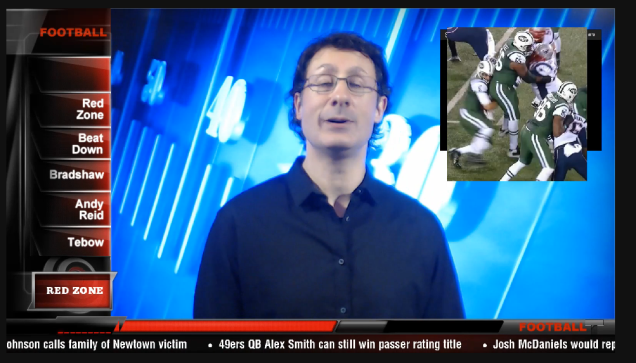 FOOTBALL
Red
Zone
Beat
Down
Bradshaw
Andy
Reid
Tebow
RED ZONE
30
FOOTBALL
ohnson calls family of Newtown victim • 49ers QB Alex Smith can still win passer rating title • Josh McDaniels would rep